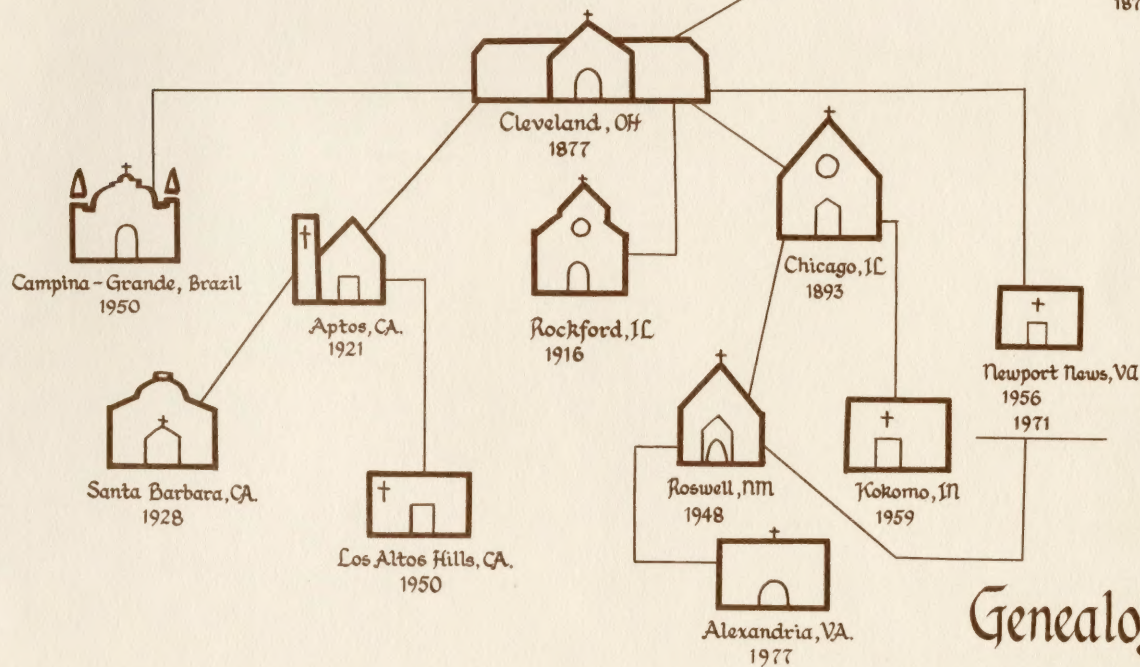 187
Cleveland, OH
1877
Campina-Grande, Brazil
1950
Aptos, CA.
1921
Rockford, IL
1916
Chicago, IL
1893
Newport News, VA
1956
1971
Santa Barbara, CA.
1928
Los Altos Hills, CA.
1950
Roswell, NM
1948
Kokomo, IN
1959
Alexandria, VA.
1977
Genealo